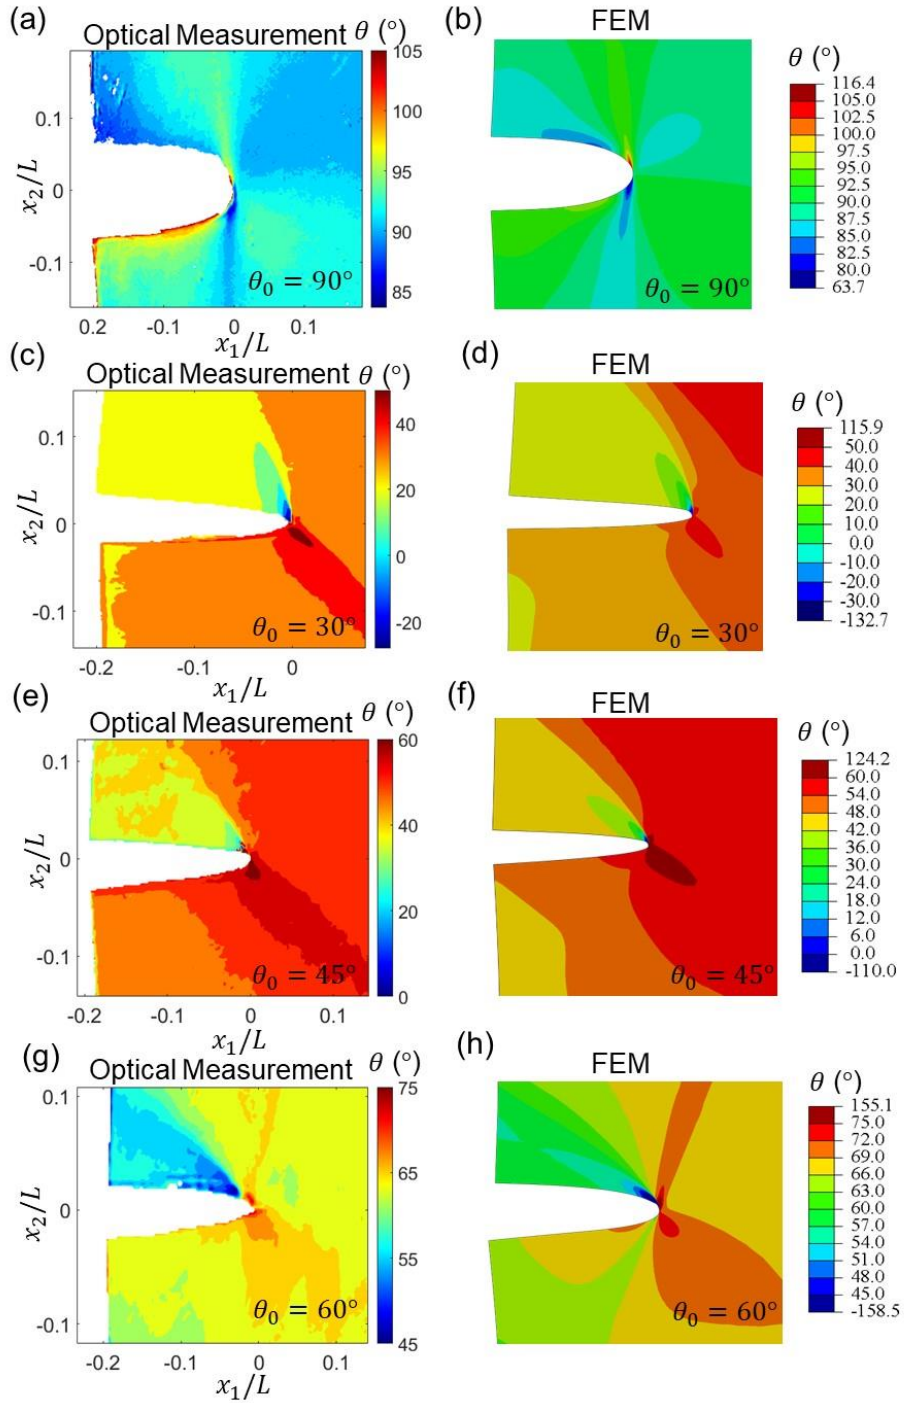 (a)
Optical Measurement θ (°)
105
100
95
90
85
0.1
0
-0.1
x₂/L
0.2
-0.1
0
0.1
x₁/L
θ₀ = 90°
(b)
FEM
θ (°)
116.4
105.0
102.5
100.0
97.5
95.0
92.5
90.0
87.5
85.0
82.5
80.0
63.7
θ₀ = 90°
(c)
Optical Measurement θ (°)
40
20
0
-20
0.1
0
-0.1
x₂/L
-0.2
-0.1
0
x₁/L
θ₀ = 30°
(d)
FEM
θ (°)
115.9
50.0
40.0
30.0
20.0
10.0
0.0
-10.0
-20.0
-30.0
-132.7
θ₀ = 30°
(e)
Optical Measurement θ (°)
60
40
20
0
0.1
0
-0.1
x₂/L
-0.2
-0.1
0
0.1
x₁/L
θ₀ = 45°
(f)
FEM
θ (°)
124.2
60.0
54.0
48.0
42.0
36.0
30.0
24.0
18.0
12.0
6.0
0.0
-110.0
θ₀ = 45°
(g)
Optical Measurement θ (°)
75
70
65
60
55
50
45
0.1
0
-0.1
x₂/L
-0.2
-0.1
0
0.1
x₁/L
θ₀ = 60°
(h)
FEM
θ (°)
155.1
75.0
72.0
69.0
66.0
63.0
60.0
57.0
54.0
51.0
48.0
45.0
-158.5
θ₀ = 60°